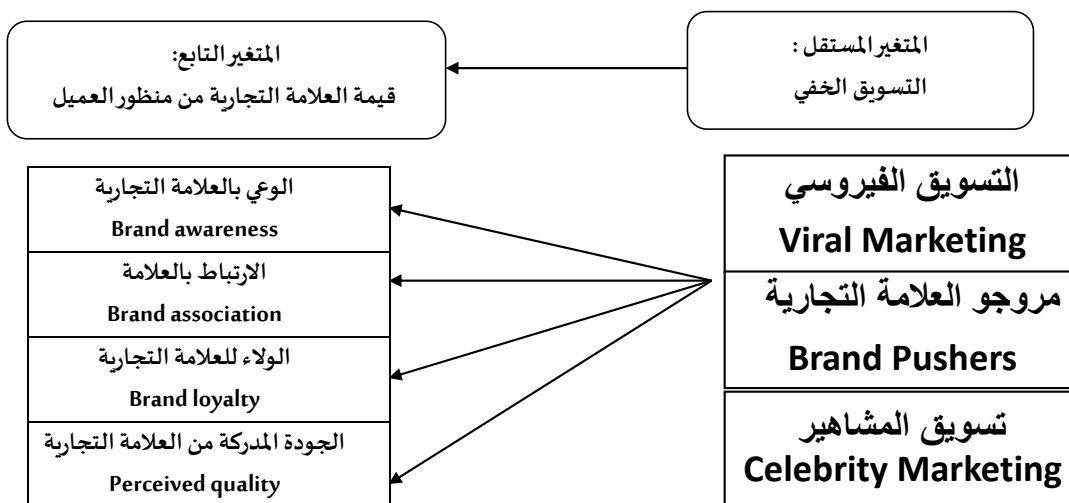 المتغير المستقل :
التسويق الخفي
المتغير التابع:
قيمة العلامة التجارية من منظور العميل
التسويق الفيروسي
Viral Marketing
مروجو العلامة التجارية
Brand Pushers
تسويق المشاهير
Celebrity Marketing
الوعي بالعلامة التجارية
Brand awareness
الارتباط بالعلامة
Brand association
الولاء للعلامة التجارية
Brand loyalty
الجودة المدركة من العلامة التجارية
Perceived quality